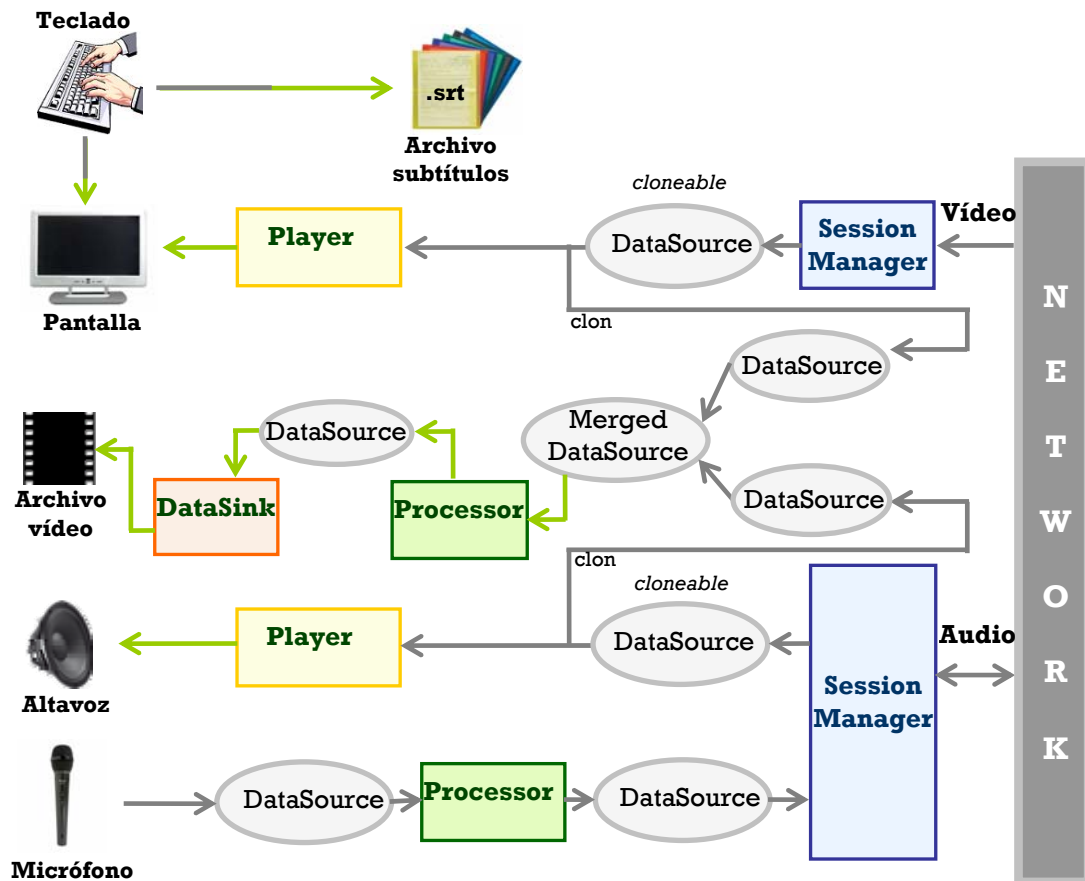 Teclado
.srt
Archivo
subtítulos
cloneable
Vídeo
Player
DataSource
Session
Manager
Pantalla
clon
DataSource
Merged
DataSource
DataSource
DataSource
Archivo
vídeo
DataSink
Processor
clon
cloneable
Player
DataSource
Audio
Altavoz
Session
Manager
DataSource
Processor
DataSource
Micrófono
N
E
T
W
O
R
K